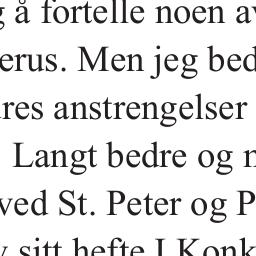 å fortelle noen av
erus. Men jeg bed
res anstrengelser
Langt bedre og
ved St. Peter og P
sitt hefte I Konk